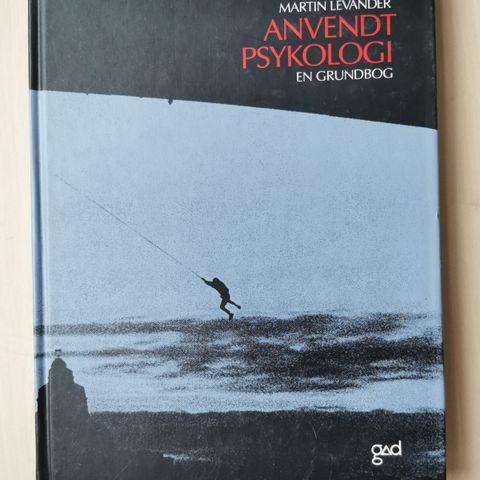 MARTIN LEVANDER
ANVENDT
PSYKOLOGI
EN GRUNDBOG
gad